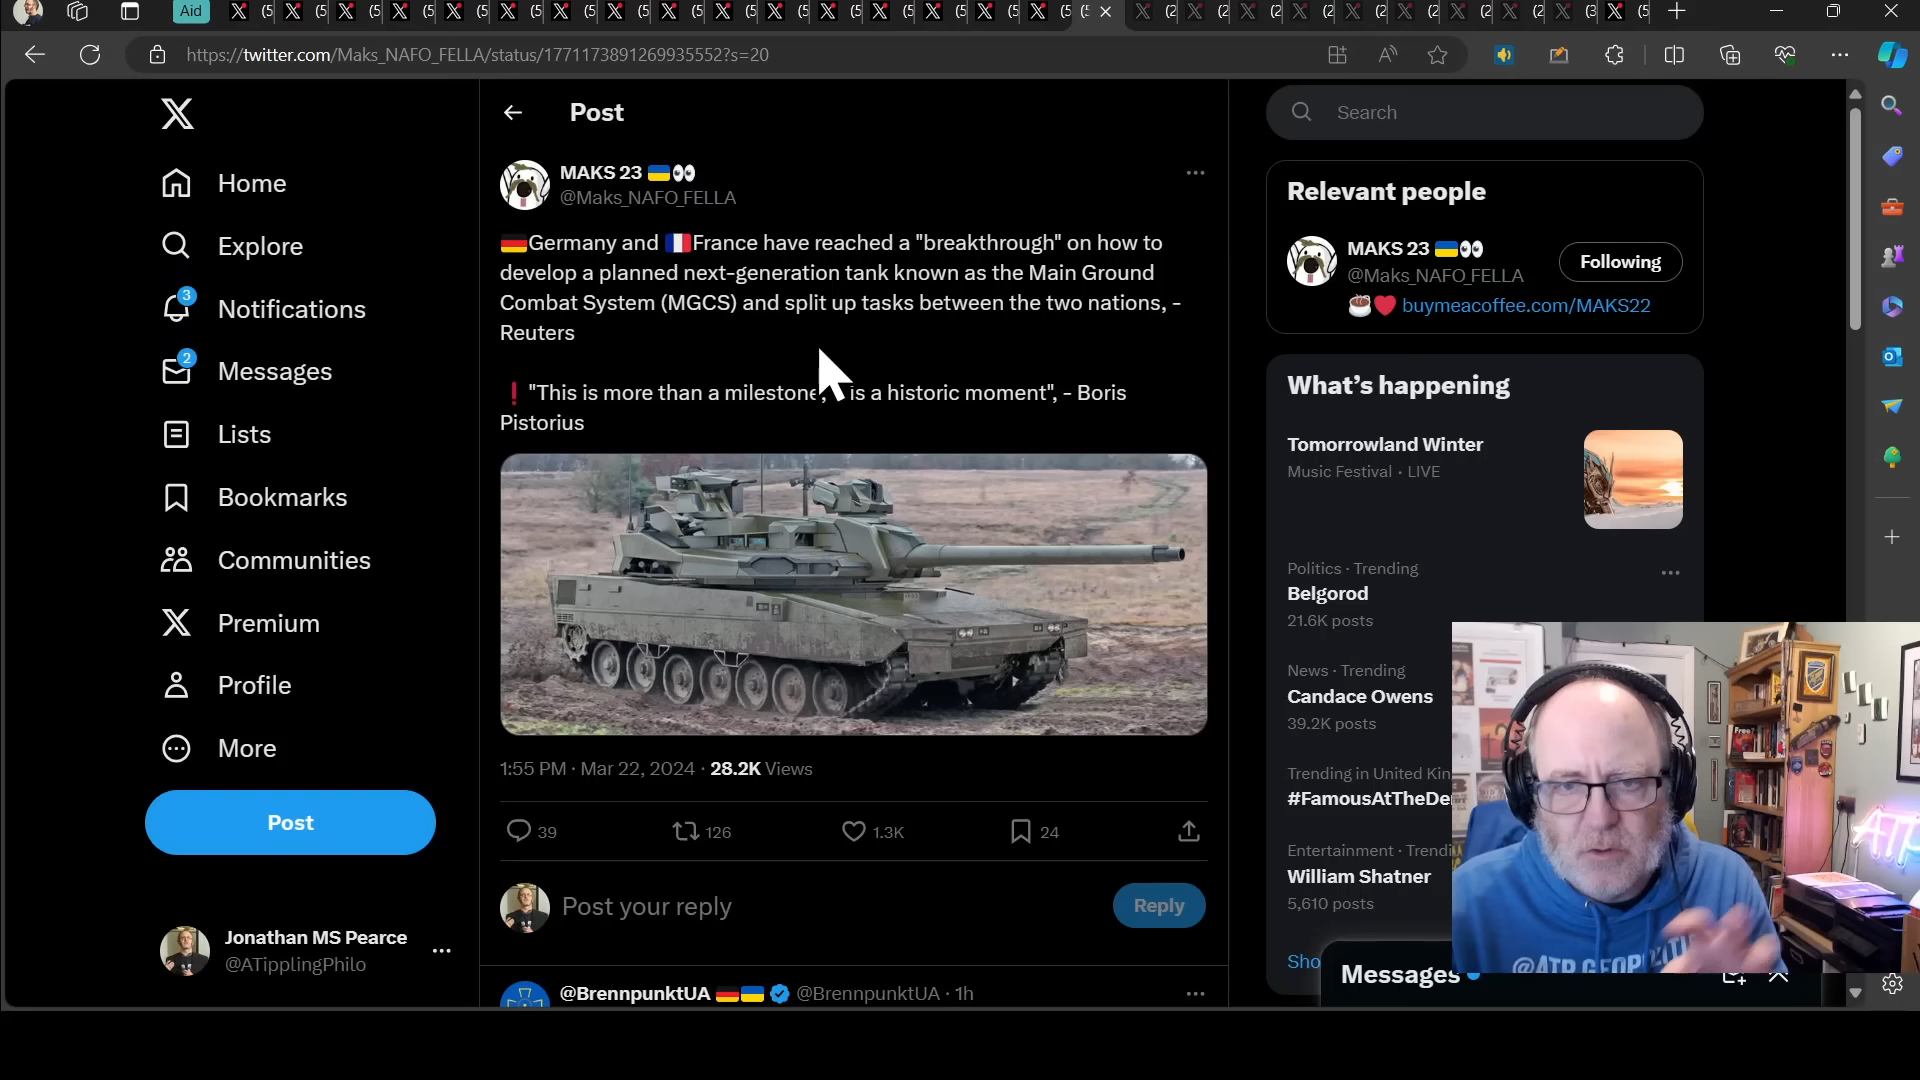 Aid
https://twitter.com/Maks_NAFO_FELLA/status/1771173891269935552?s=20
Home
Explore
3
Notifications
2
Messages
Lists
Bookmarks
Communities
Premium
Profile
More
Post
Jonathan MS Pearce
@ATipplingPhilo
Post
MAKS 23
@Maks_NAFO_FELLA
Germany and France have reached a "breakthrough" on how to
develop a planned next-generation tank known as the Main Ground
Combat System (MGCS) and split up tasks between the two nations, -
Reuters
"This is more than a milestone, is a historic moment", - Boris
Pistorius
1:55 PM · Mar 22, 2024 · 28.2K Views
39
126
1.3K
24
Post your reply
Reply
@BrennpunktUA @BrennpunktUA · 1h
Search
Relevant people
MAKS 23
@Maks_NAFO_FELLA
Following
buymeacoffee.com/MAKS22
What's happening
Tomorrowland Winter
Music Festival · LIVE
Politics · Trending
Belgorod
21.6K posts
News · Trending
Candace Owens
39.2K posts
Trending in United Kin
#FamousAtTheDe
Entertainment · Trendi
William Shatner
5,610 posts
Sho
Messages
Free?